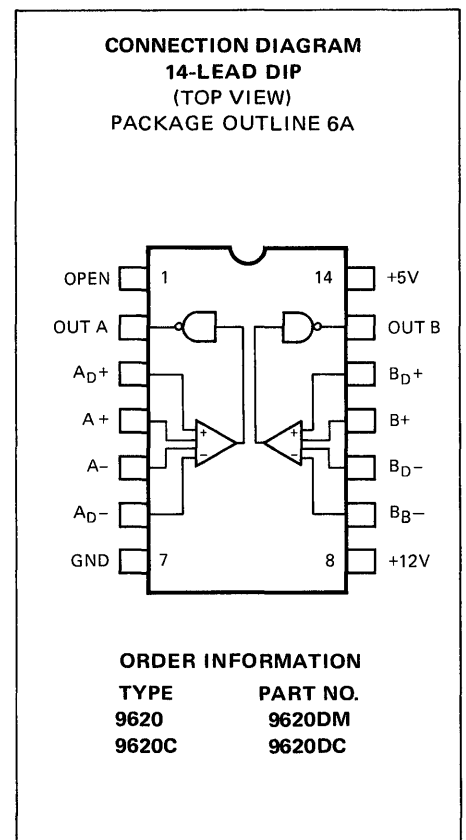 CONNECTION DIAGRAM
14-LEAD DIP
(TOP VIEW)
PACKAGE OUTLINE 6A
OPEN 1 14 +5V
OUT A OUT B
AD+ + + BD+
A+ B+
A− − − BD−
AD− BB−
GND 7 8 +12V
ORDER INFORMATION
TYPE PART NO.
9620 9620DM
9620C 9620DC